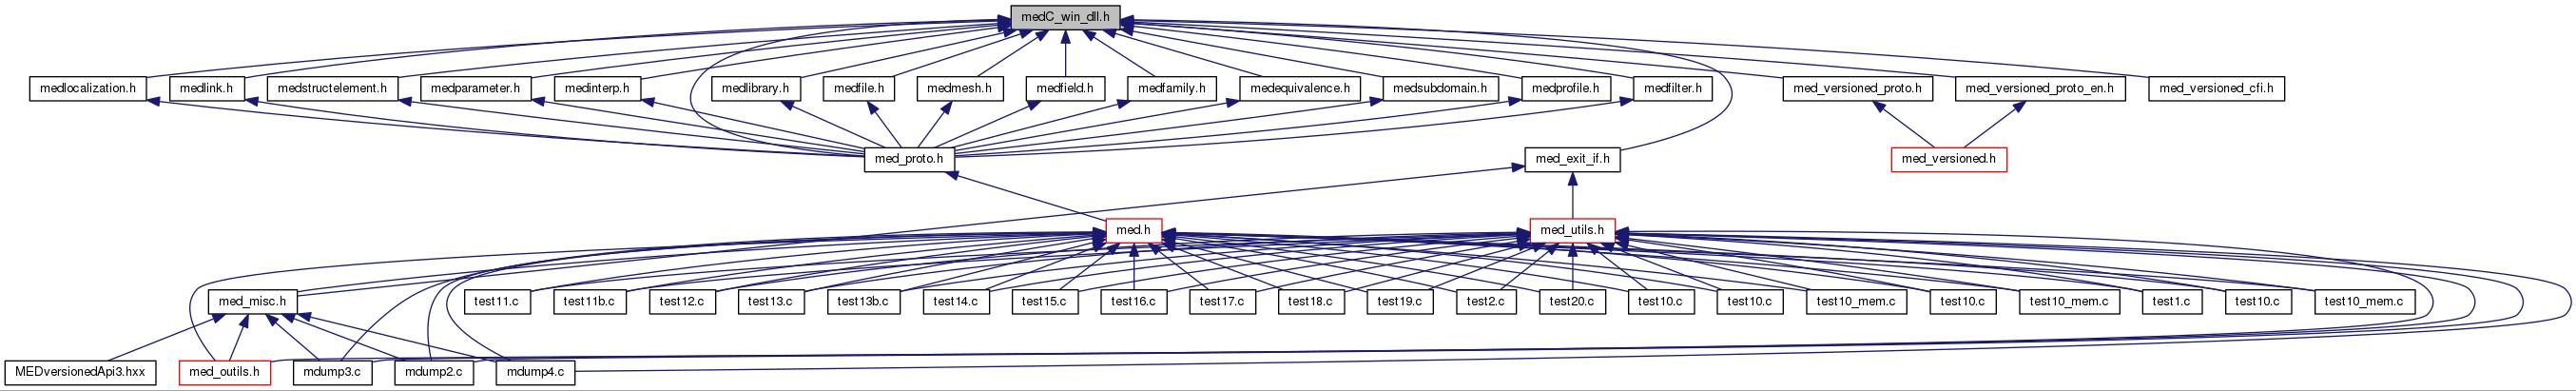 medC_win_dll.h
medlocalization.h
medlink.h
medstructelement.h
medparameter.h
medinterp.h
medlibrary.h
medfile.h
medmesh.h
medfield.h
medfamily.h
medequivalence.h
medsubdomain.h
medprofile.h
medfilter.h
med_versioned_proto.h
med_versioned_proto_en.h
med_versioned_cfi.h
med_proto.h
med_exit_if.h
med_versioned.h
med.h
med_utils.h
med_misc.h
test11.c
test11b.c
test12.c
test13.c
test13b.c
test14.c
test15.c
test16.c
test17.c
test18.c
test19.c
test2.c
test20.c
test10.c
test10.c
test10_mem.c
test10.c
test10_mem.c
test1.c
test10.c
test10_mem.c
MEDversionedApi3.hxx
med_outils.h
mdump3.c
mdump2.c
mdump4.c